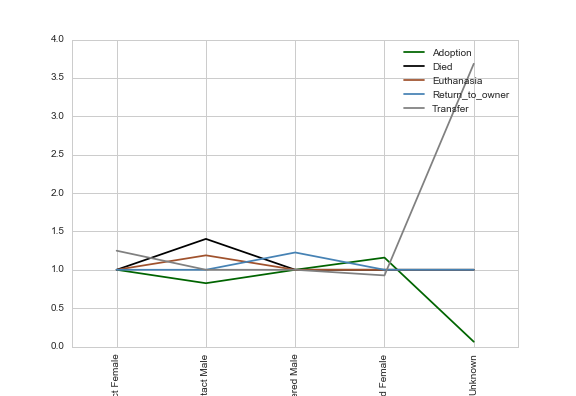 4.0
3.5
3.0
2.5
2.0
1.5
1.0
0.5
0.0
Adoption
Died
Euthanasia
Return_to_owner
Transfer
ct Female
tact Male
ered Male
d Female
Unknown